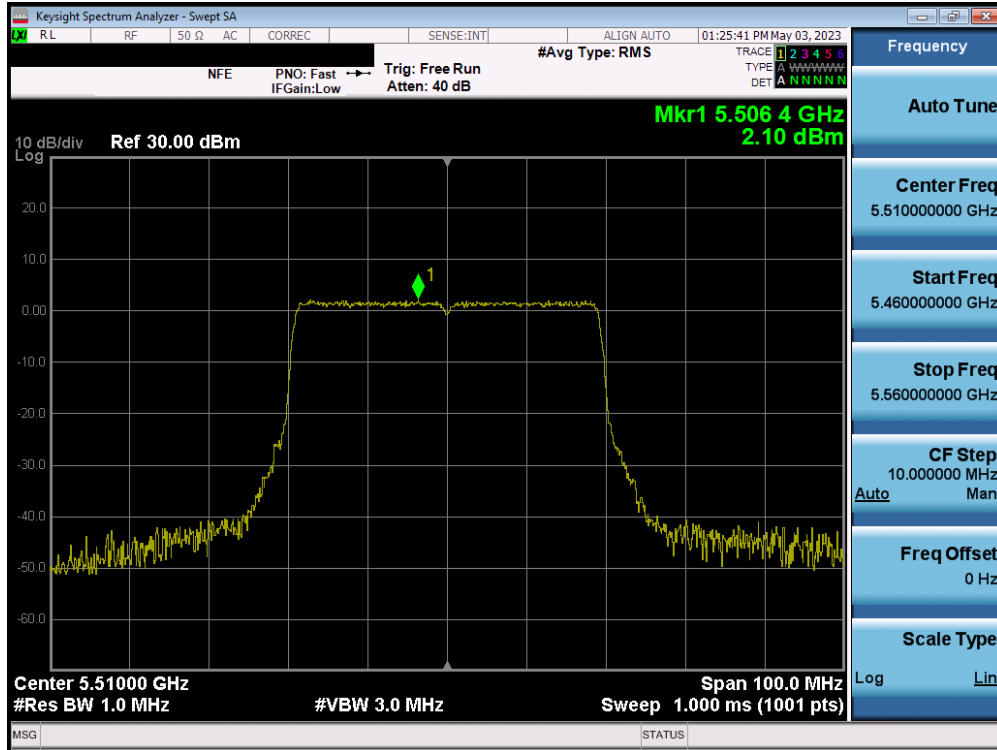 Keysight Spectrum Analyzer - Swept SA
LXI RL RF 50 Ω AC CORREC SENSE:INT ALIGN AUTO 01:25:41 PM May 03, 2023
NFE PNO: Fast Trig: Free Run #Avg Type: RMS TRACE 1 2 3 4 5 6
IFGain:Low Atten: 40 dB TYPE A WWWWW
DET A N N N N N
Mkr1 5.506 4 GHz
2.10 dBm
10 dB/div Ref 30.00 dBm
Log
20.0
10.0
1
0.00
-10.0
-20.0
-30.0
-40.0
-50.0
-60.0
Center 5.51000 GHz Span 100.0 MHz
#Res BW 1.0 MHz #VBW 3.0 MHz Sweep 1.000 ms (1001 pts)
MSG STATUS
Frequency
Auto Tune
Center Freq
5.510000000 GHz
Start Freq
5.460000000 GHz
Stop Freq
5.560000000 GHz
CF Step
10.000000 MHz
Auto Man
Freq Offset
0 Hz
Scale Type
Log Lin